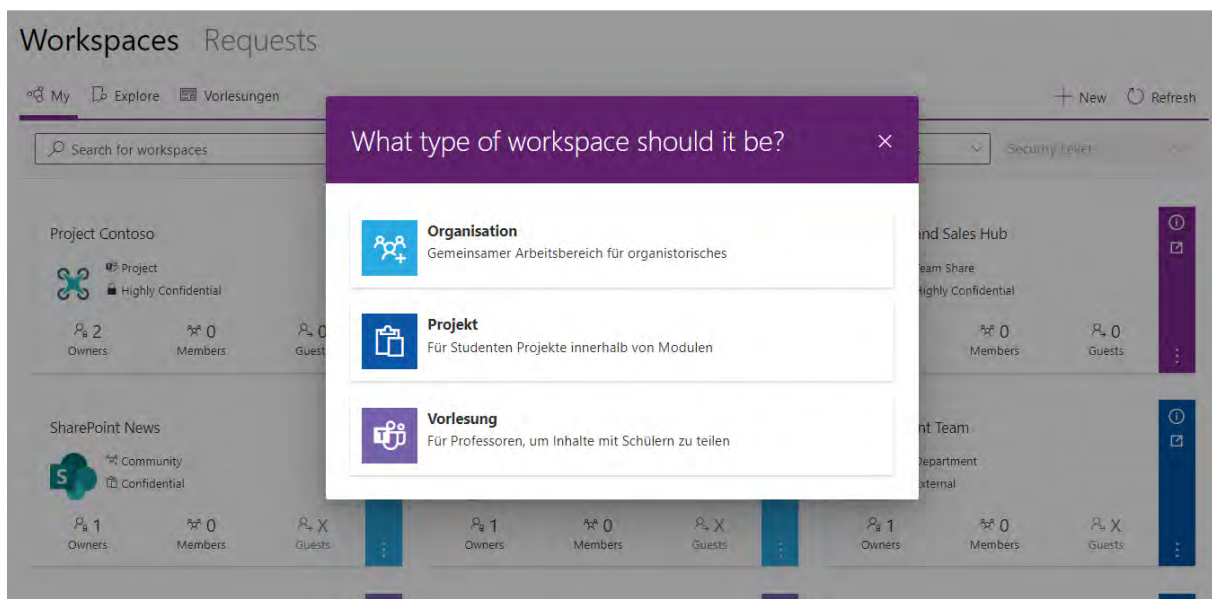 Workspaces Requests
My Explore Vorlesungen
New Refresh
Search for workspaces
Security Level
What type of workspace should it be?
Organisation
Gemeinsamer Arbeitsbereich für organistorisches
Projekt
Für Studenten Projekte innerhalb von Modulen
Vorlesung
Für Professoren, um Inhalte mit Schülern zu teilen
Project Contoso
Project
Highly Confidential
2 0 0
Owners Members Guest
and Sales Hub
Team Share
Highly Confidential
0 0
Members Guests
SharePoint News
Community
Confidential
1 0 X
Owners Members Guests
1 0 X
Owners Members Guests
nt Team
Department
External
1 0 X
Owners Members Guests